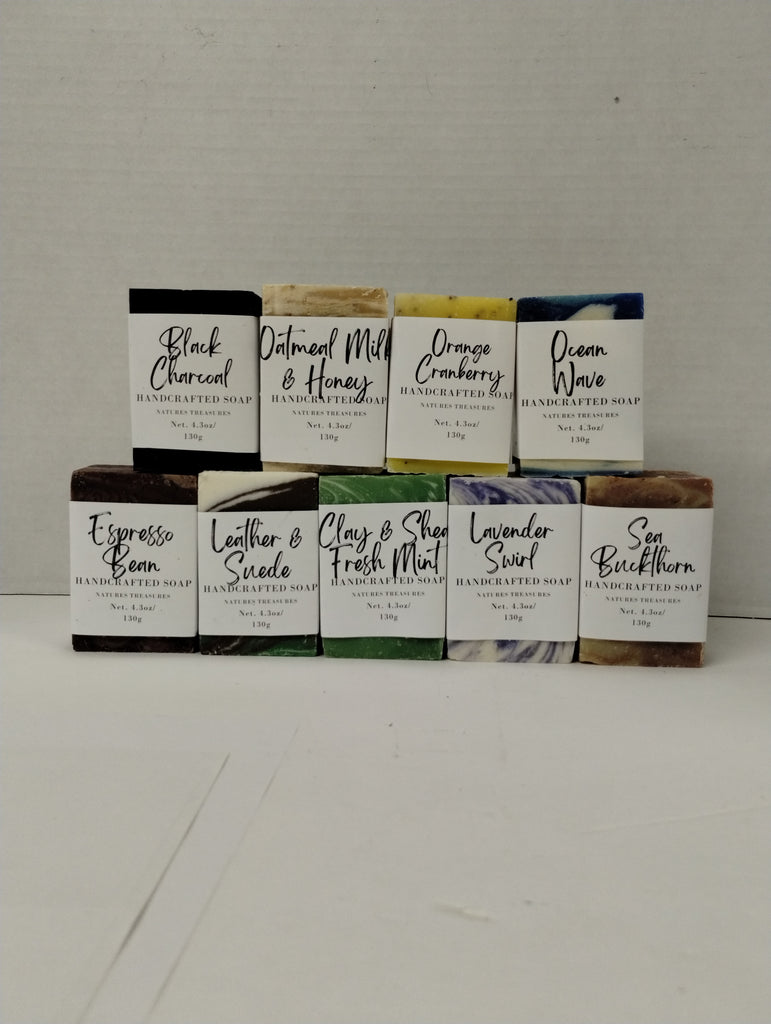 Black
Charcoal
HANDCRAFTED SOAP
NATURES TREASURES
Net. 4.3oz/
130g
Oatmeal Milk
& Honey
HANDCRAFTED SOAP
NATURES TREASURES
Net. 4.3oz/
130g
Orange
Cranberry
HANDCRAFTED SOAP
NATURES TREASURES
Net. 4.3oz/
130g
Ocean
Wave
HANDCRAFTED SOAP
NATURES TREASURES
Net. 4.3oz/
130g
Espresso
Bean
HANDCRAFTED SOAP
NATURES TREASURES
Net. 4.3oz/
130g
Leather &
Suede
HANDCRAFTED SOAP
NATURES TREASURES
Net. 4.3oz/
130g
Clay & Shea
Fresh Mint
HANDCRAFTED SOAP
NATURES TREASURES
Net. 4.3oz/
130g
Lavender
Swirl
HANDCRAFTED SOAP
NATURES TREASURES
Net. 4.3oz/
130g
Sea
Buckthorn
HANDCRAFTED SOAP
NATURES TREASURES
Net. 4.3oz/
130g